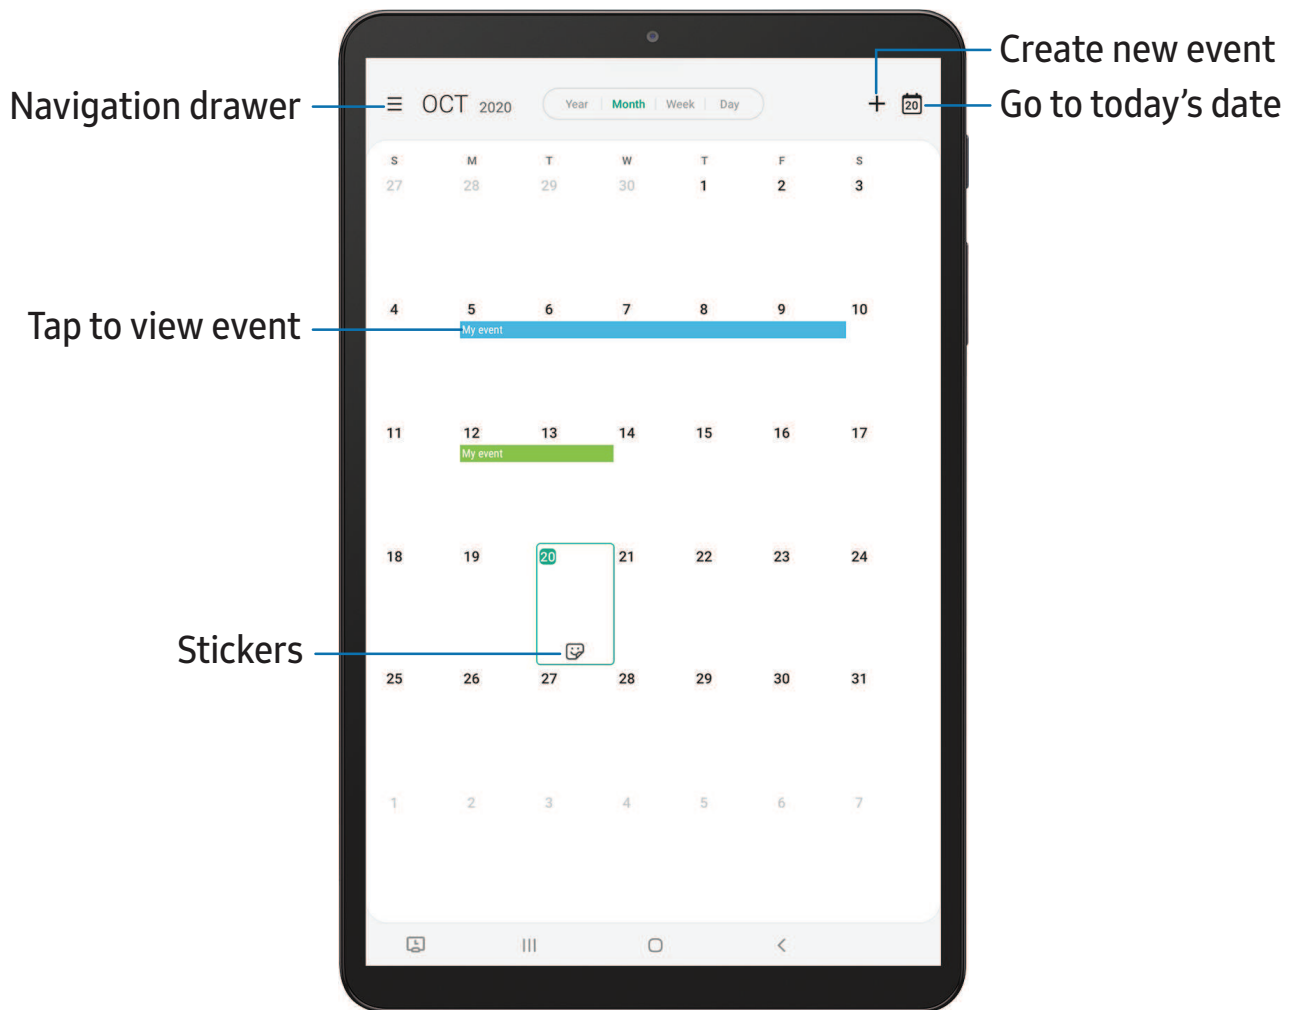 Create new event
Navigation drawer
OCT 2020
Year Month Week Day
20
Go to today's date
S M T W T F S
27 28 29 30 1 2 3
4 5 6 7 8 9 10
Tap to view event
My event
11 12 13 14 15 16 17
My event
18 19 20 21 22 23 24
Stickers
25 26 27 28 29 30 31
1 2 3 4 5 6 7